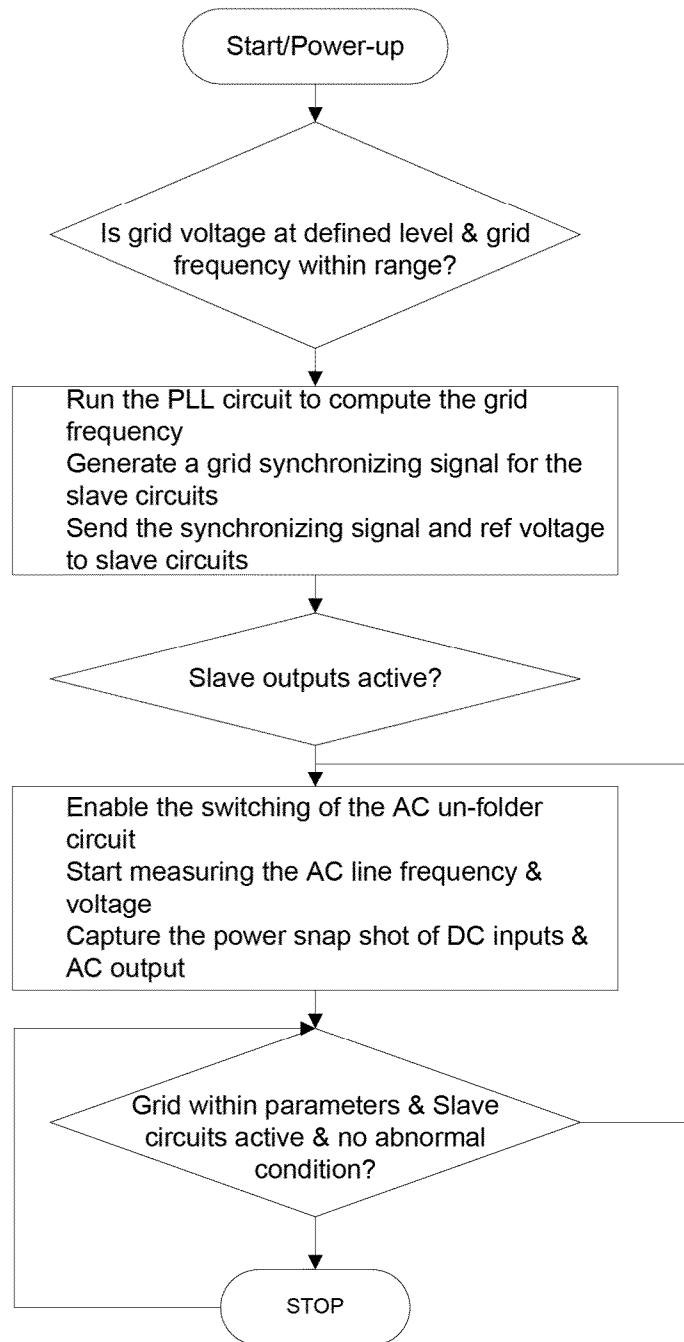 Start/Power-up
Is grid voltage at defined level & grid
frequency within range?
Run the PLL circuit to compute the grid
frequency
Generate a grid synchronizing signal for the
slave circuits
Send the synchronizing signal and ref voltage
to slave circuits
Slave outputs active?
Enable the switching of the AC un-folder
circuit
Start measuring the AC line frequency &
voltage
Capture the power snap shot of DC inputs &
AC output
Grid within parameters & Slave
circuits active & no abnormal
condition?
STOP